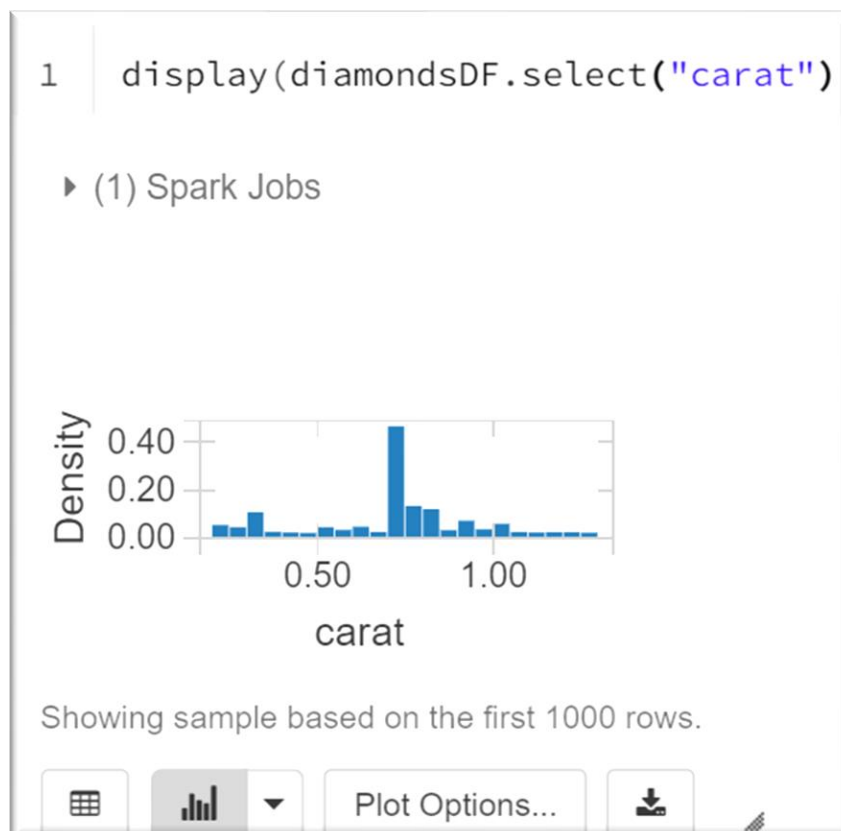 1 display(diamondsDF.select("carat")
(1) Spark Jobs
Density
0.40
0.20
0.00
0.50 1.00
carat
Showing sample based on the first 1000 rows.
Plot Options...